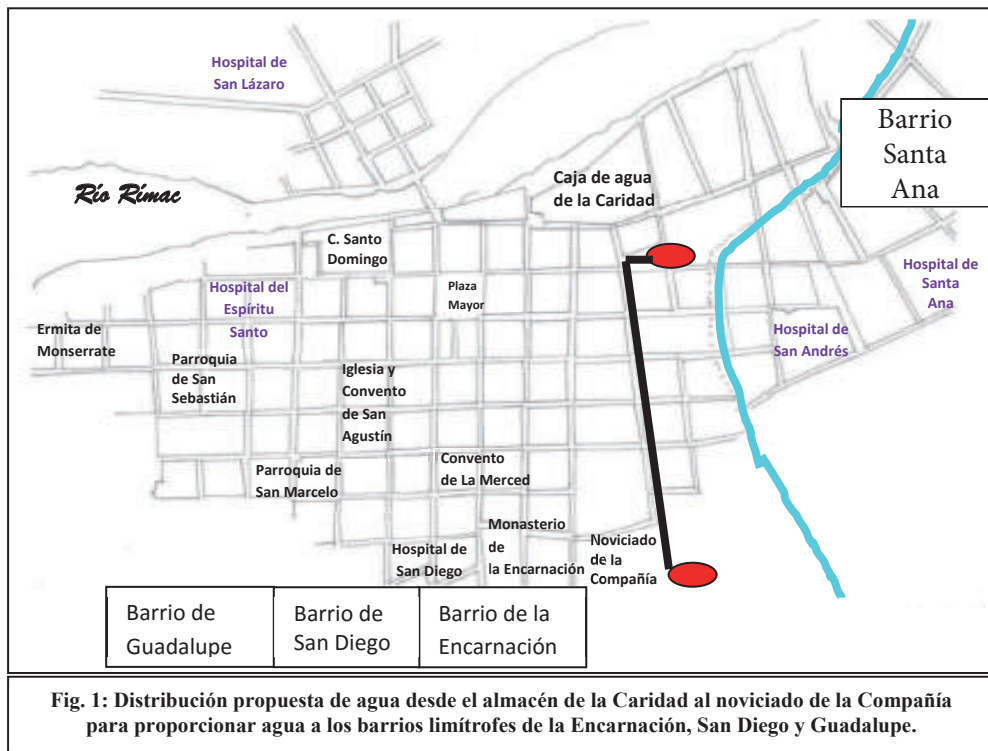 Hospital de
San Lázaro
Barrio
Santa
Ana
Río Rímac
Caja de agua
de la Caridad
C. Santo
Domingo
Hospital del
Espíritu
Santo
Plaza
Mayor
Hospital de
Santa
Ana
Ermita de
Monserrate
Hospital de
San Andrés
Parroquia
de San
Sebastián
Iglesia y
Convento
de San
Agustín
Parroquia de
San Marcelo
Convento
de La Merced
Monasterio
de
la Encarnación
Hospital de
San Diego
Noviciado
de la
Compañía
Barrio de
Guadalupe
Barrio de
San Diego
Barrio de la
Encarnación
Fig. 1: Distribución propuesta de agua desde el almacén de la Caridad al noviciado de la Compañía
para proporcionar agua a los barrios limítrofes de la Encarnación, San Diego y Guadalupe.